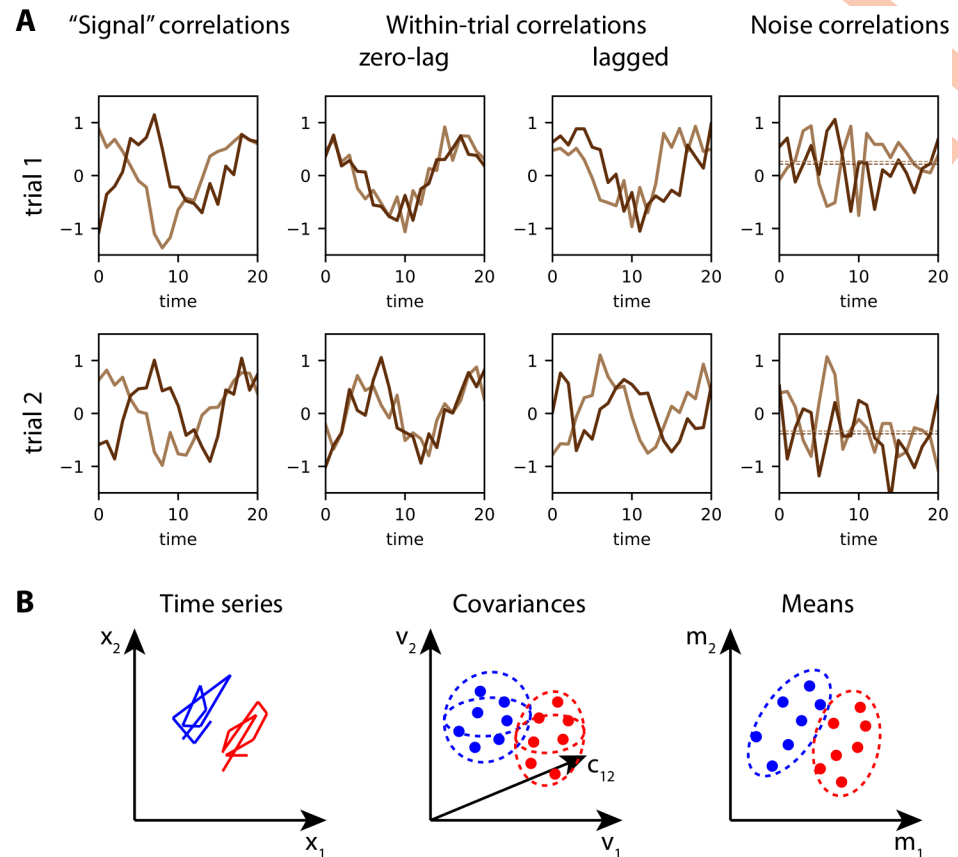 A
“Signal” correlations
Within-trial correlations
Noise correlations
zero-lag
lagged
trial 1
1
0
−1
0
10
20
time
1
0
−1
0
10
20
time
1
0
−1
0
10
20
time
1
0
−1
0
10
20
time
trial 2
1
0
−1
0
10
20
time
1
0
−1
0
10
20
time
1
0
−1
0
10
20
time
1
0
−1
0
10
20
time
B
Time series
Covariances
Means
x2
x1
v2
c12
v1
m2
m1